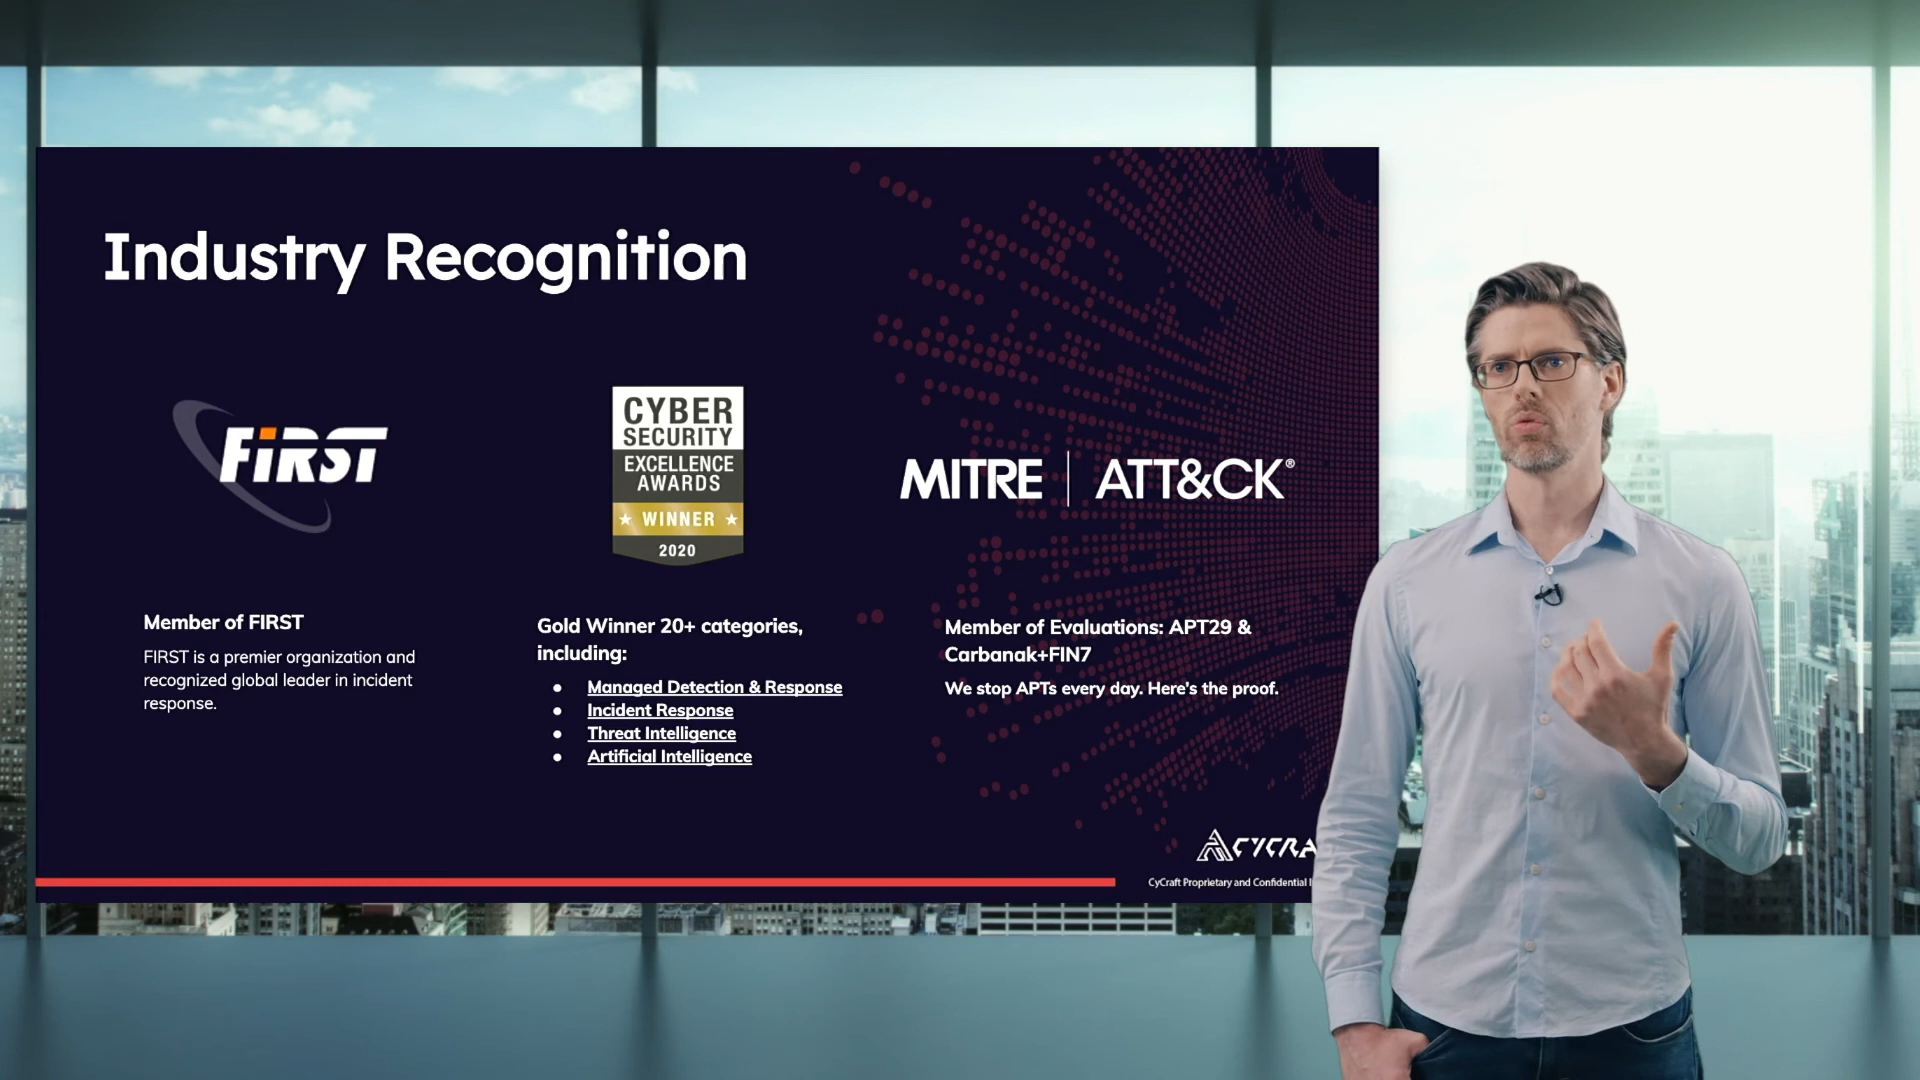 Industry Recognition
FiRST
CYBER
SECURITY
EXCELLENCE
AWARDS
★ WINNER ★
2020
MITRE | ATT&CK®
Member of FIRST
FIRST is a premier organization and
recognized global leader in incident
response.
Gold Winner 20+ categories,
including:
● Managed Detection & Response
● Incident Response
● Threat Intelligence
● Artificial Intelligence
Member of Evaluations: APT29 &
Carbanak+FIN7
We stop APTs every day. Here's the proof.
CYCRA
CyCraft Proprietary and Confidential